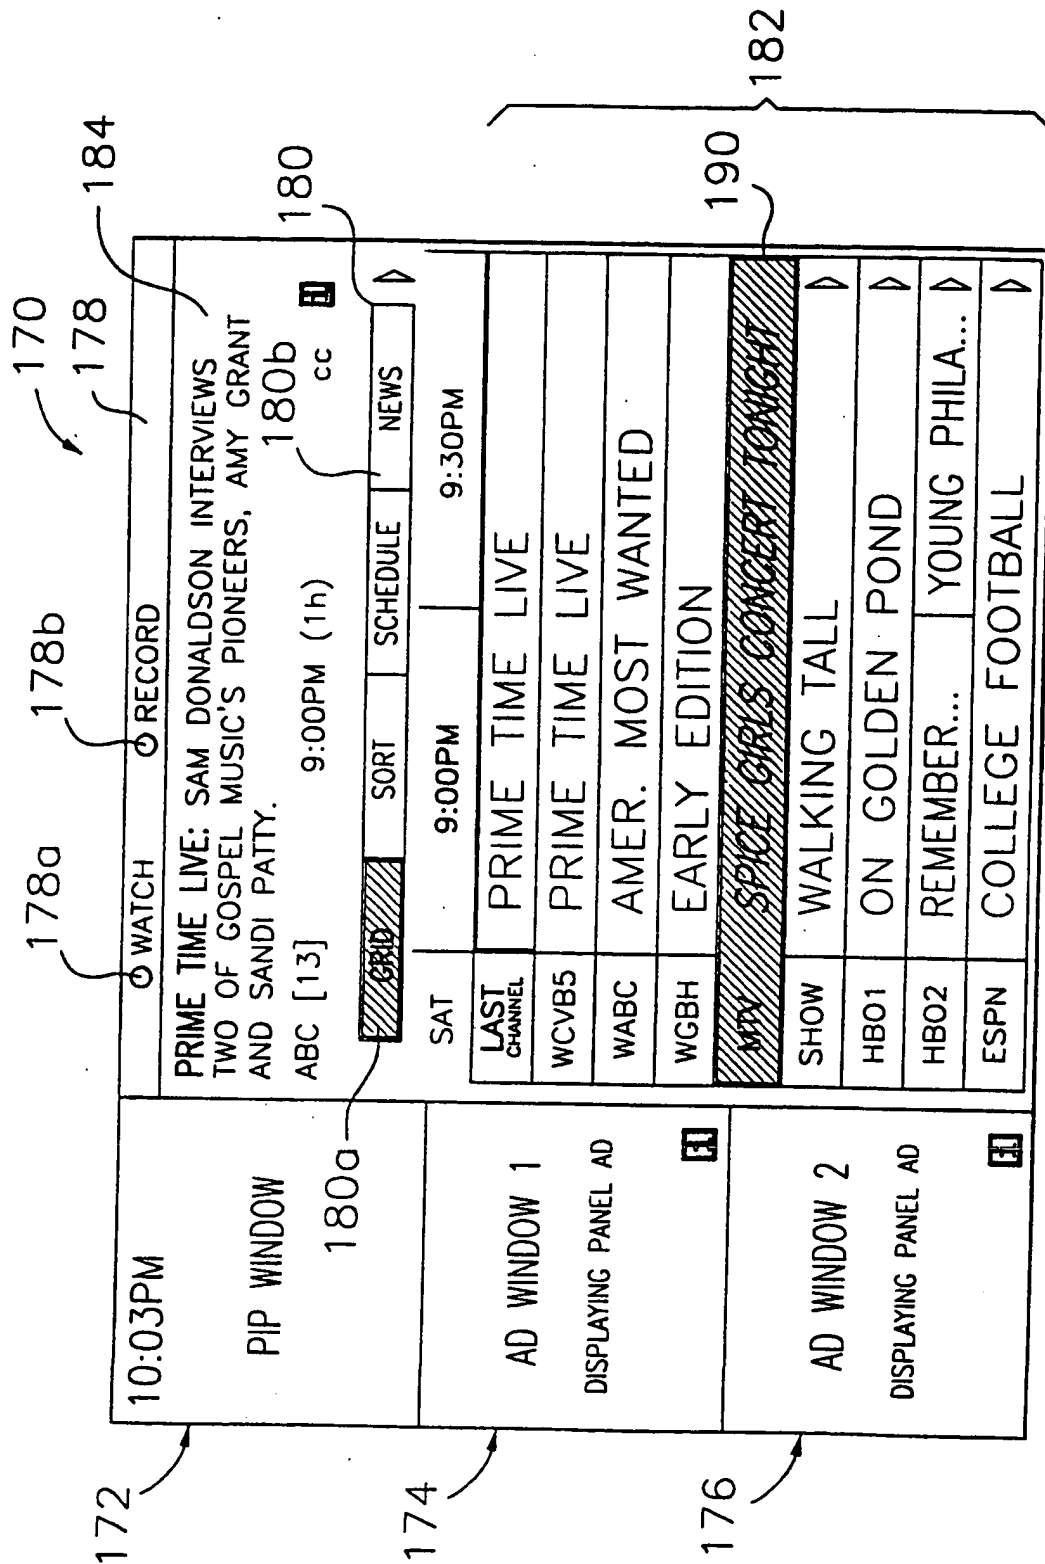 170
178a
178b
178
184
WATCH
RECORD
10:03PM
PIP WINDOW
172
PRIME TIME LIVE: SAM DONALDSON INTERVIEWS
TWO OF GOSPEL MUSIC'S PIONEERS, AMY GRANT
AND SANDI PATTY.
ABC [13] 9:00PM (1h) CC
180b
180
180a
GRID SORT SCHEDULE NEWS
SAT 9:00PM 9:30PM
LAST CHANNEL PRIME TIME LIVE
WCVB5 PRIME TIME LIVE
WABC AMER. MOST WANTED
WGBH EARLY EDITION
MTV SPICE GIRLS CONCERT TONIGHT
190
SHOW WALKING TALL
HBO1 ON GOLDEN POND
HBO2 REMEMBER... YOUNG PHILA...
ESPN COLLEGE FOOTBALL
182
AD WINDOW 1
DISPLAYING PANEL AD
174
AD WINDOW 2
DISPLAYING PANEL AD
176